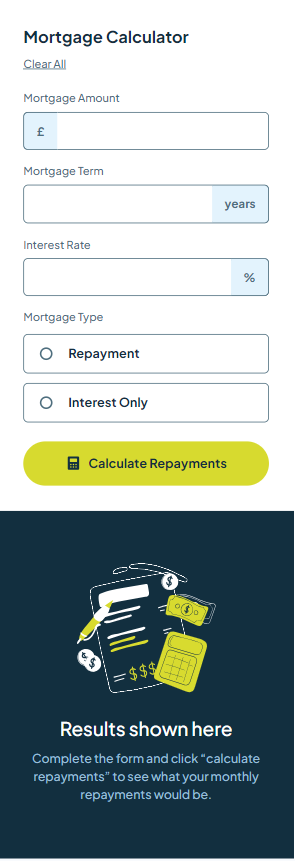 Mortgage Calculator
Clear All
Mortgage Amount
£
Mortgage Term
years
Interest Rate
%
Mortgage Type
Repayment
Interest Only
Calculate Repayments
$
$
$
$
$$$
Results shown here
Complete the form and click “calculate
repayments” to see what your monthly
repayments would be.